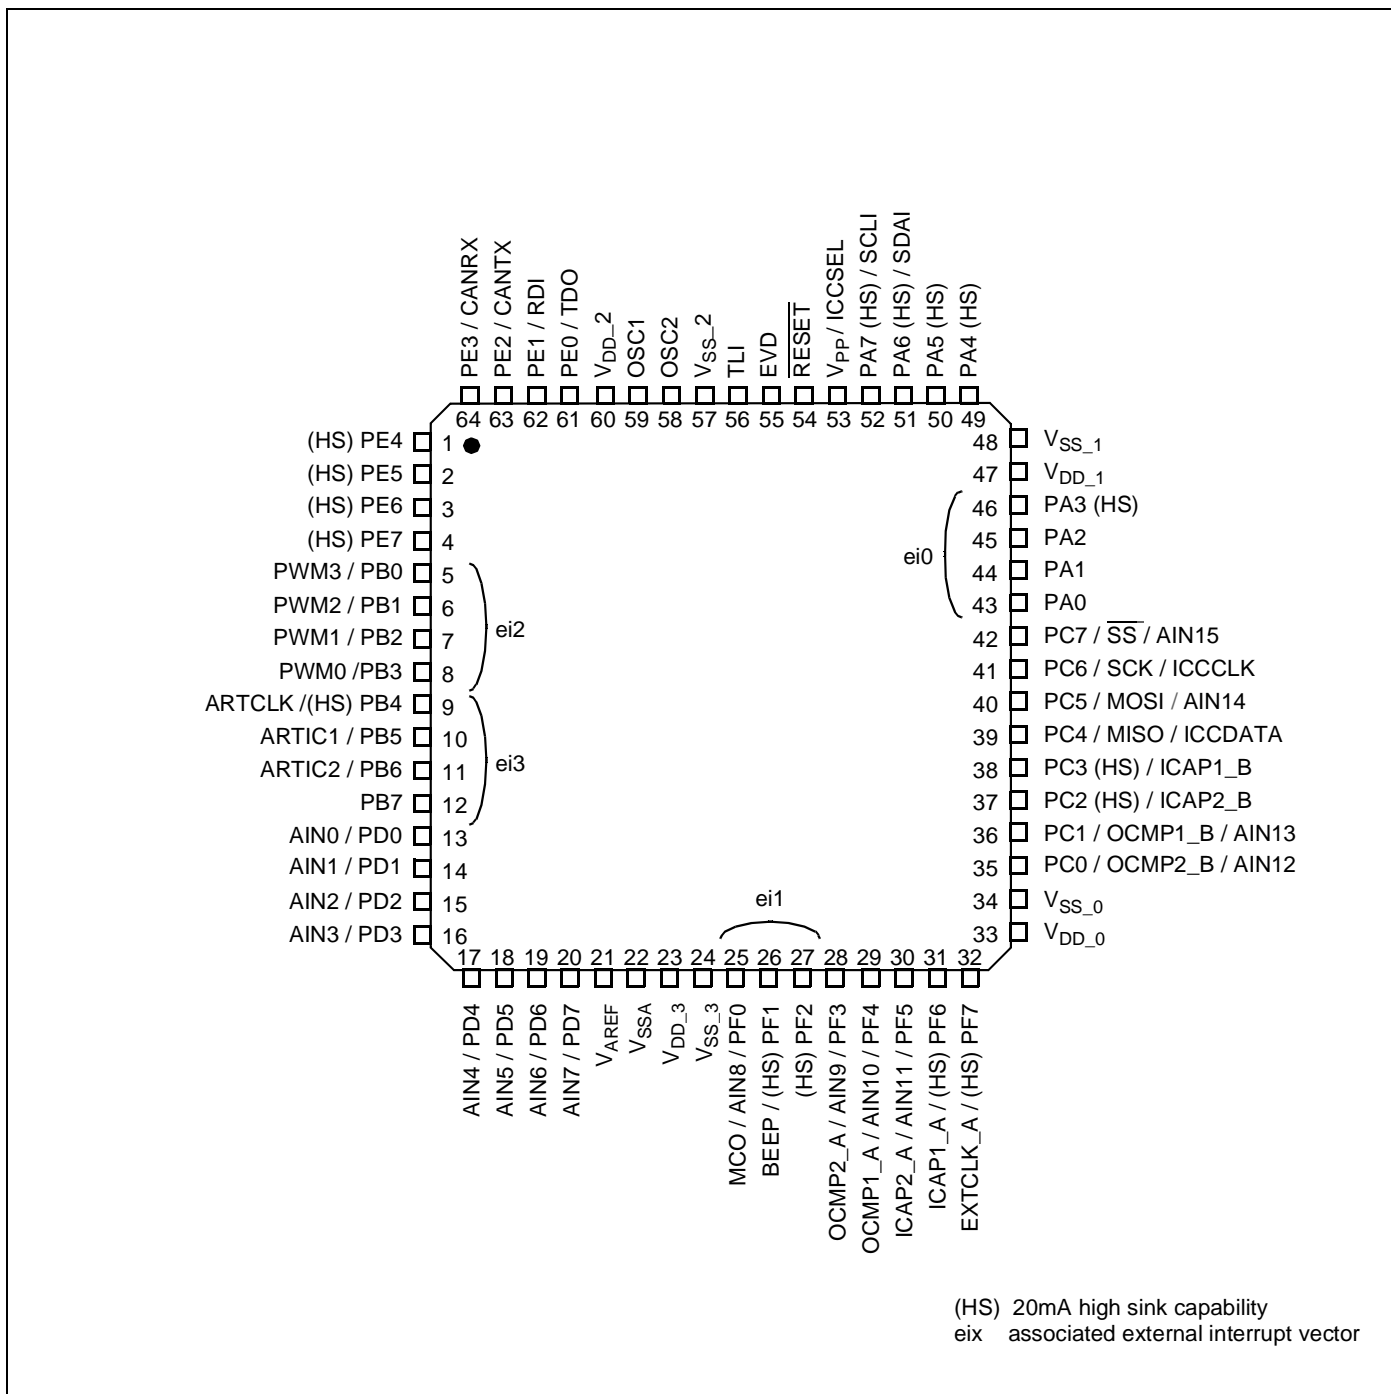 PE3 / CANRX
PE2 / CANTX
PE1 / RDI
PE0 / TDO
VDD_2
OSC1
OSC2
VSS_2
TLI
EVD
RESET
VPP / ICCSEL
PA7 (HS) / SCLI
PA6 (HS) / SDAI
PA5 (HS)
PA4 (HS)
64 63 62 61 60 59 58 57 56 55 54 53 52 51 50 49
(HS) PE4 1
(HS) PE5 2
(HS) PE6 3
(HS) PE7 4
PWM3 / PB0 5
PWM2 / PB1 6
PWM1 / PB2 7
PWM0 /PB3 8
ei2
ARTCLK /(HS) PB4 9
ARTIC1 / PB5 10
ARTIC2 / PB6 11
PB7 12
ei3
AIN0 / PD0 13
AIN1 / PD1 14
AIN2 / PD2 15
AIN3 / PD3 16
48 VSS_1
47 VDD_1
46 PA3 (HS)
45 PA2
44 PA1
43 PA0
ei0
42 PC7 / SS / AIN15
41 PC6 / SCK / ICCCLK
40 PC5 / MOSI / AIN14
39 PC4 / MISO / ICCDATA
38 PC3 (HS) / ICAP1_B
37 PC2 (HS) / ICAP2_B
36 PC1 / OCMP1_B / AIN13
35 PC0 / OCMP2_B / AIN12
34 VSS_0
33 VDD_0
ei1
17 18 19 20 21 22 23 24 25 26 27 28 29 30 31 32
AIN4 / PD4
AIN5 / PD5
AIN6 / PD6
AIN7 / PD7
VAREF
VSSA
VDD_3
VSS_3
MCO / AIN8 / PF0
BEEP / (HS) PF1
(HS) PF2
OCMP2_A / AIN9 / PF3
OCMP1_A / AIN10 / PF4
ICAP2_A / AIN11 / PF5
ICAP1_A / (HS) PF6
EXTCLK_A / (HS) PF7
(HS) 20mA high sink capability
eix associated external interrupt vector